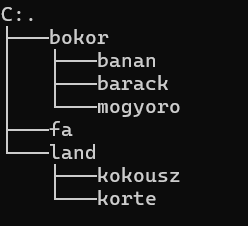 C:.
bokor
banan
barack
mogyoro
fa
land
kokousz
korte